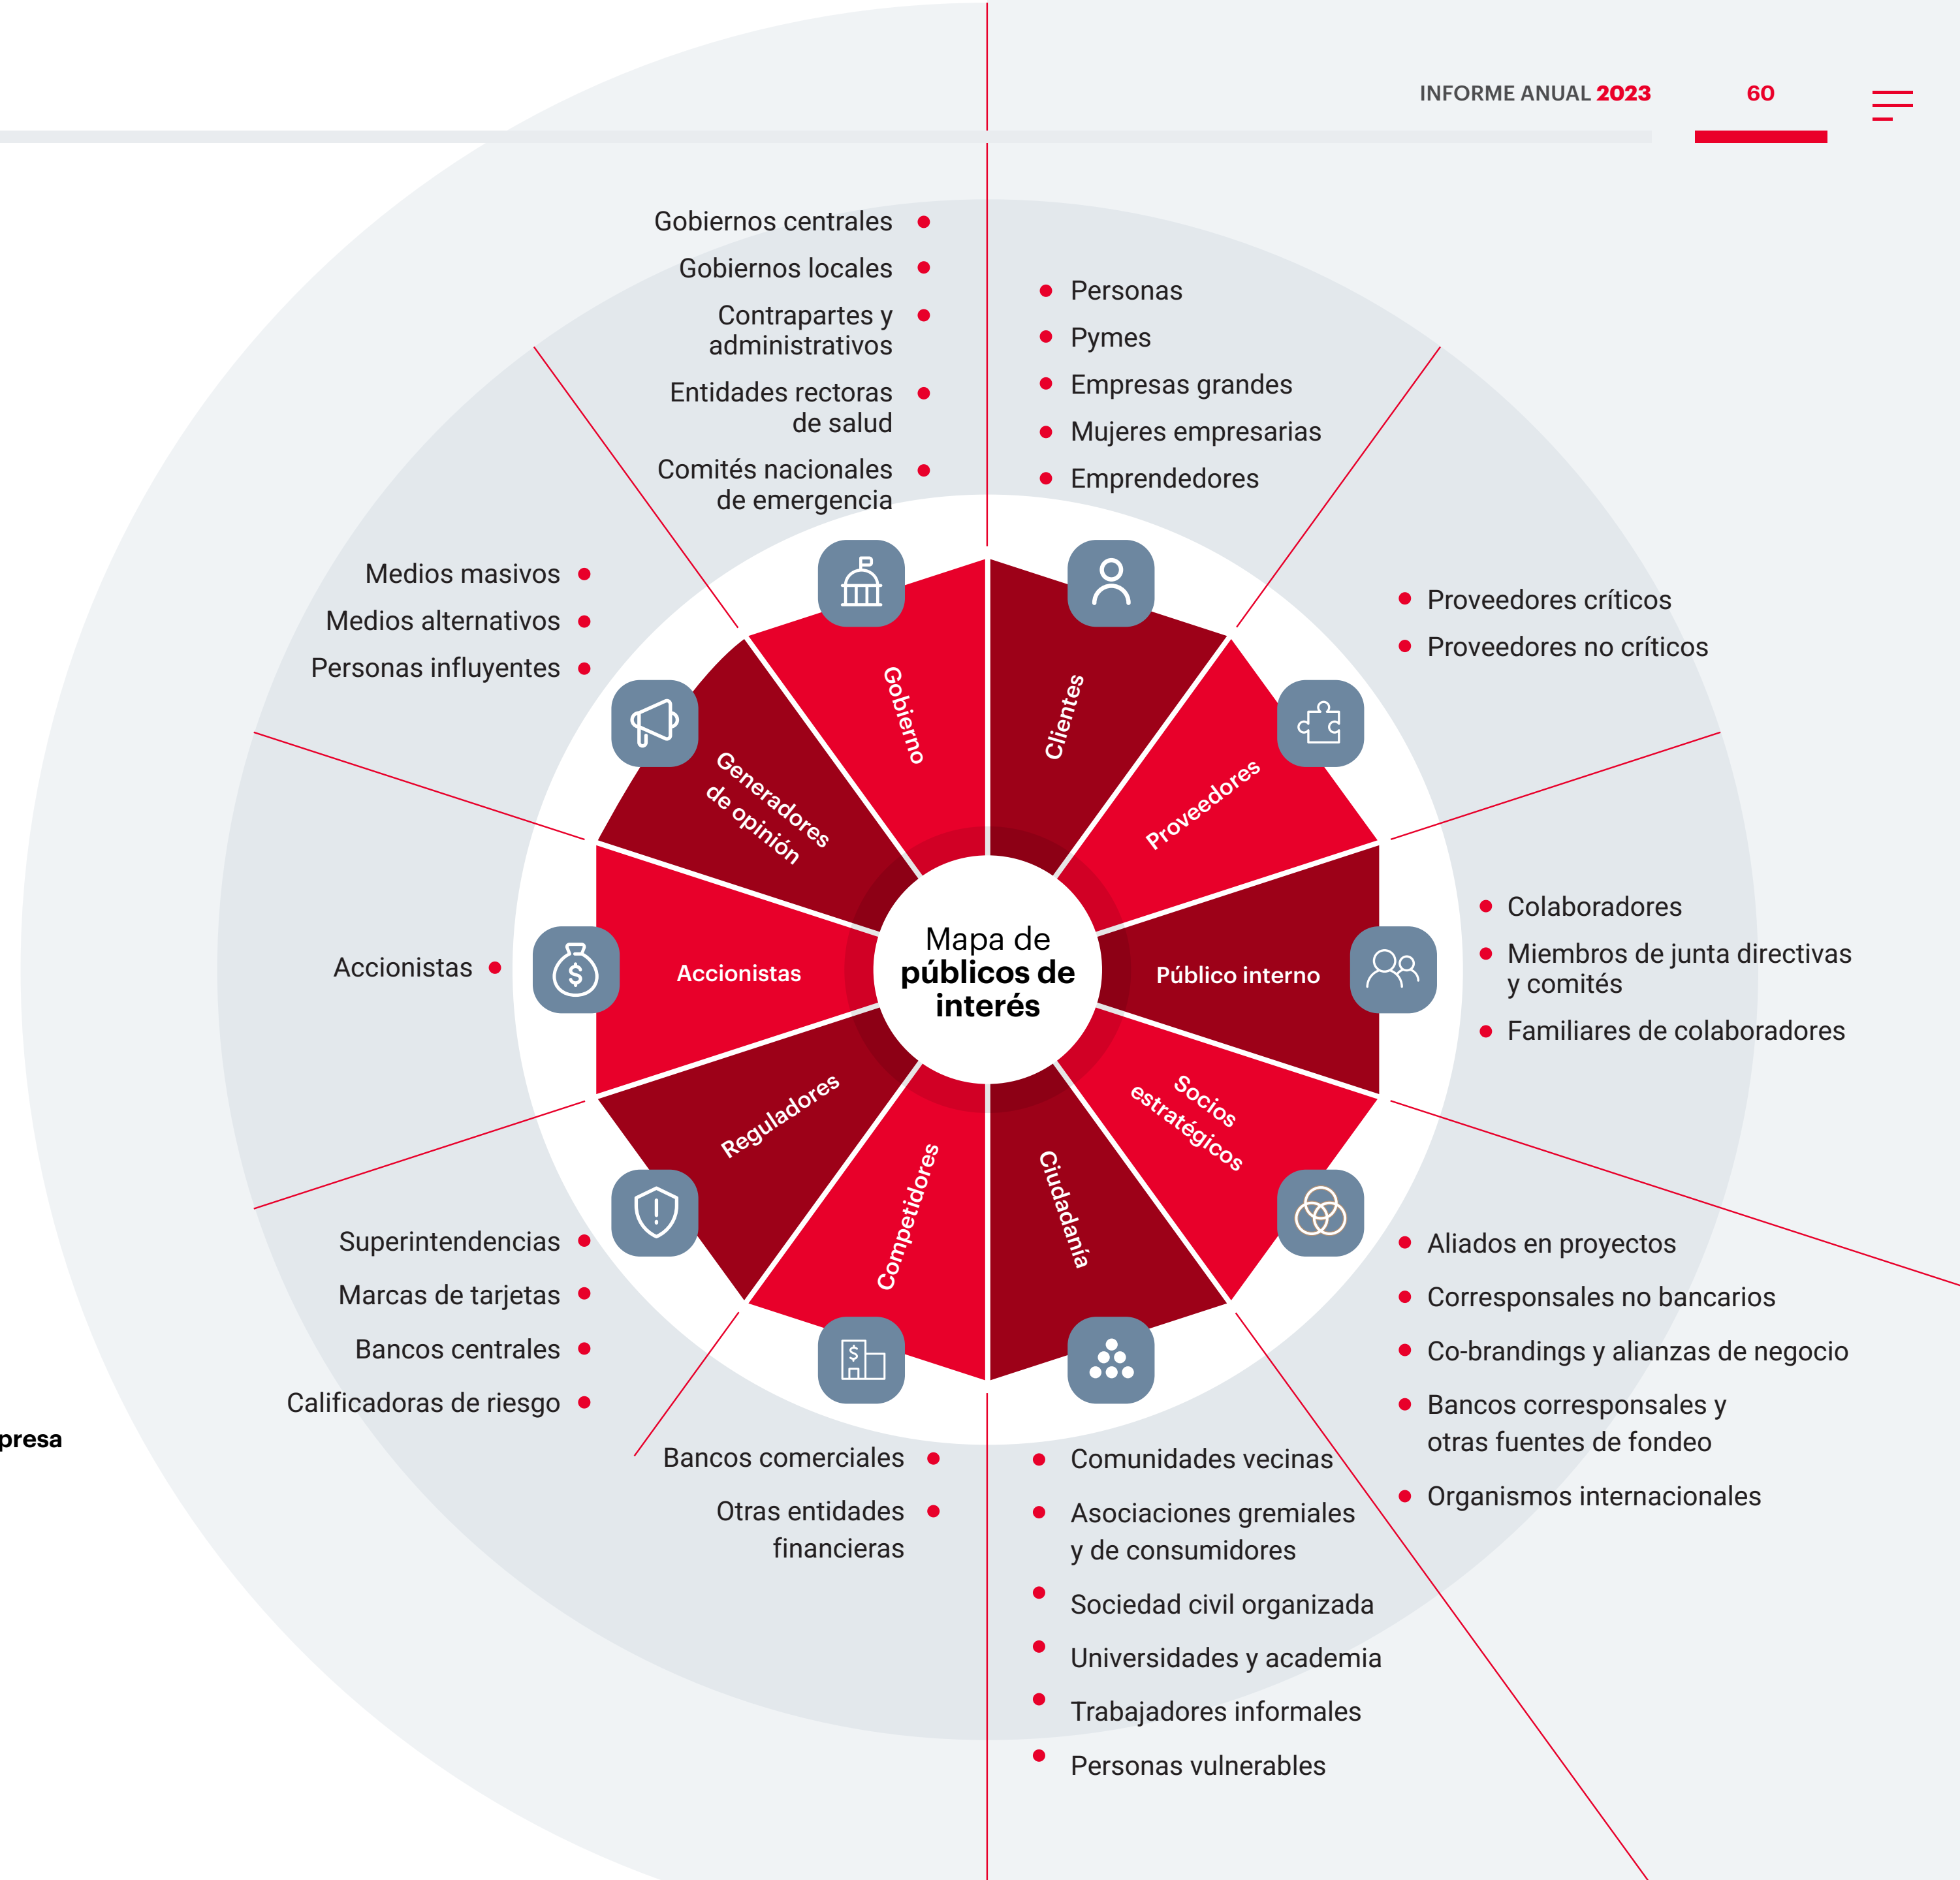 INFORME ANUAL 2023
60
Gobiernos centrales
Gobiernos locales
Contrapartes y
administrativos
Entidades rectoras
de salud
Comités nacionales
de emergencia
Personas
Pymes
Empresas grandes
Mujeres empresarias
Emprendedores
Proveedores críticos
Proveedores no críticos
Colaboradores
Miembros de junta directivas
y comités
Familiares de colaboradores
Aliados en proyectos
Corresponsales no bancarios
Co-brandings y alianzas de negocio
Bancos corresponsales y
otras fuentes de fondeo
Organismos internacionales
Comunidades vecinas
Asociaciones gremiales
y de consumidores
Sociedad civil organizada
Universidades y academia
Trabajadores informales
Personas vulnerables
Bancos comerciales
Otras entidades
financieras
Superintendencias
Marcas de tarjetas
Bancos centrales
Calificadoras de riesgo
Accionistas
Medios masivos
Medios alternativos
Personas influyentes
Gobierno
Clientes
Proveedores
Público interno
Socios
estratégicos
Ciudadanía
Competidores
Reguladores
Accionistas
Generadores
de opinión
Mapa de
públicos de
interés
presa